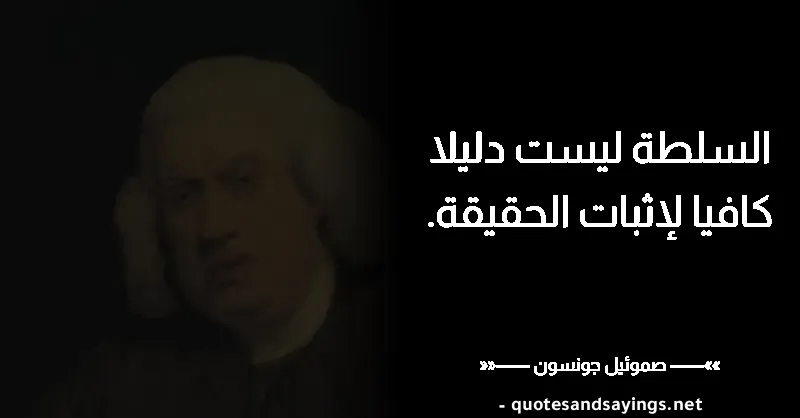 السلطة ليست دليلا
كافيا لإثبات الحقيقة.
»»—— صموئيل جونسون ——««
- quotesandsayings.net